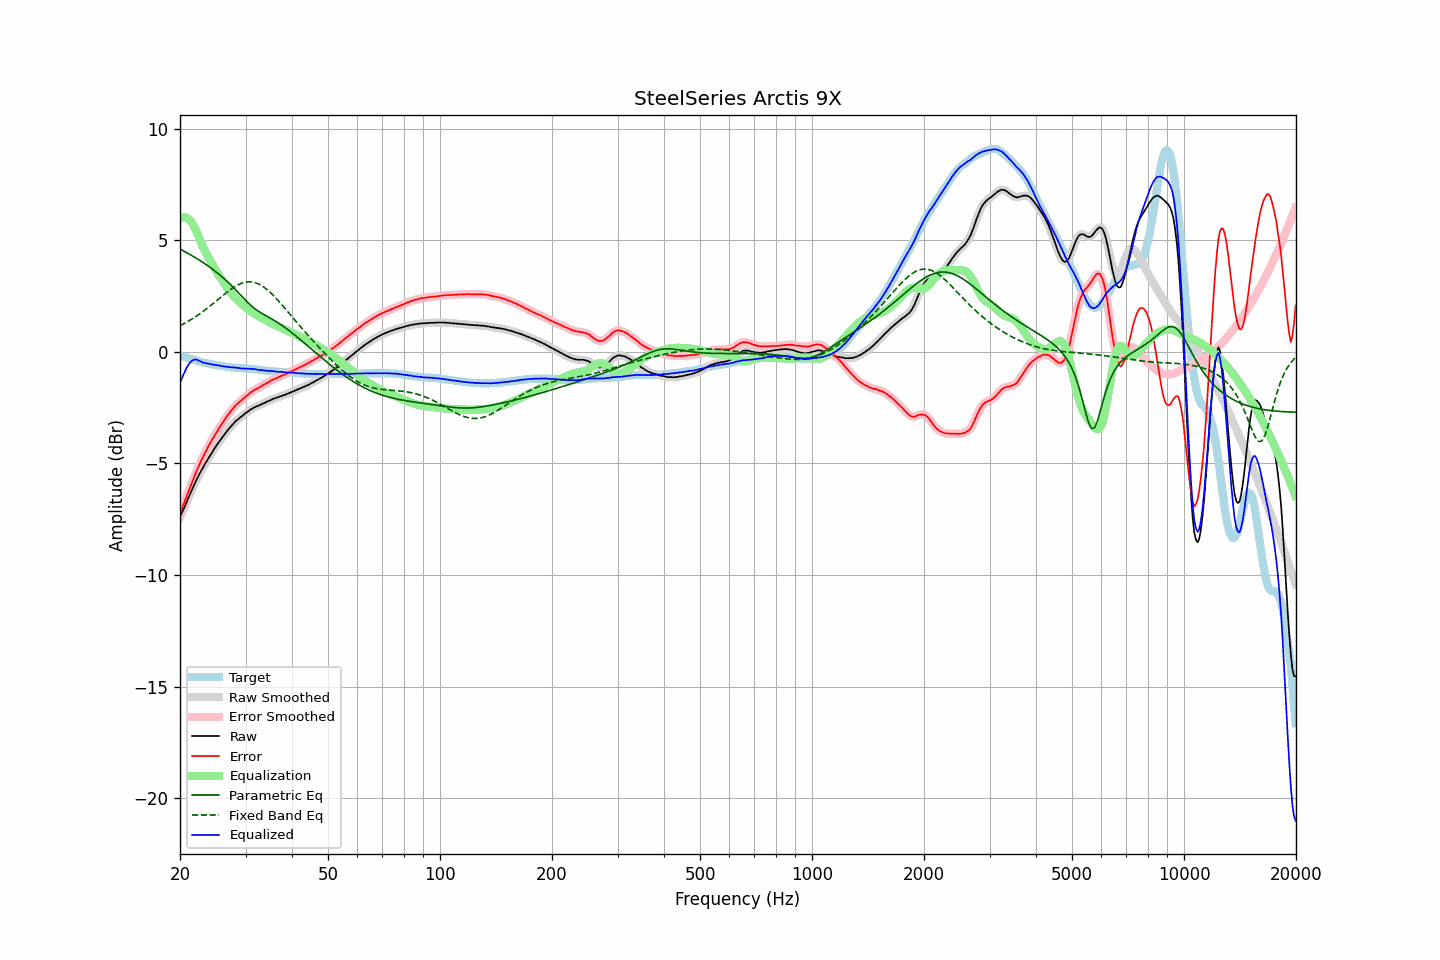 SteelSeries Arctis 9X
10
5
0
−5
−10
−15
−20
Amplitude (dBr)
Target
Raw Smoothed
Error Smoothed
Raw
Error
Equalization
Parametric Eq
Fixed Band Eq
Equalized
20 50 100 200 500 1000 2000 5000 10000 20000
Frequency (Hz)